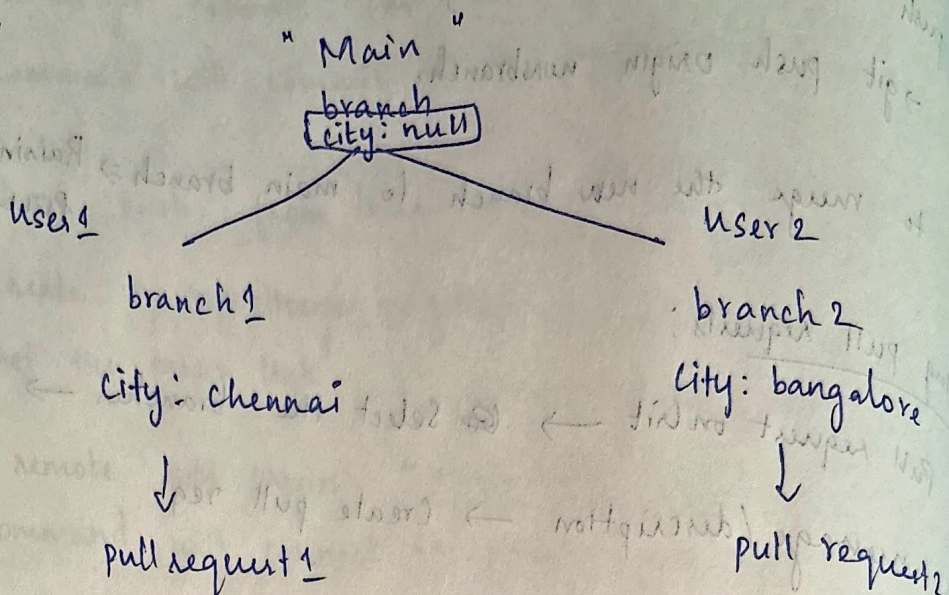 " Main "
branch
city: null
User 1
User 2
branch 1
branch 2
city: chennai
City: bangalore
pull request 1
pull request 2